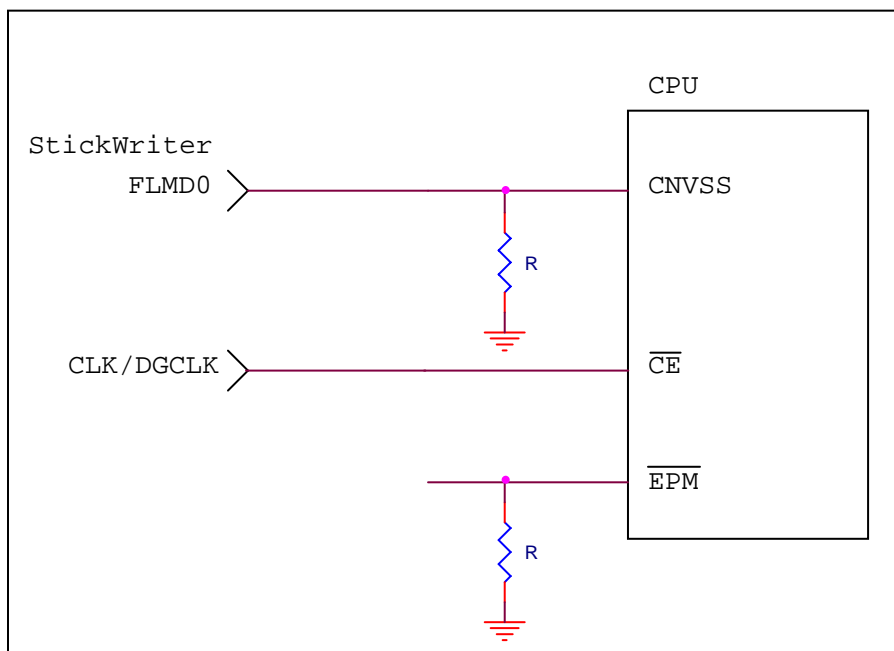 CPU
StickWriter
FLMD0
CNVSS
R
CLK/DGCLK
CE
EPM
R